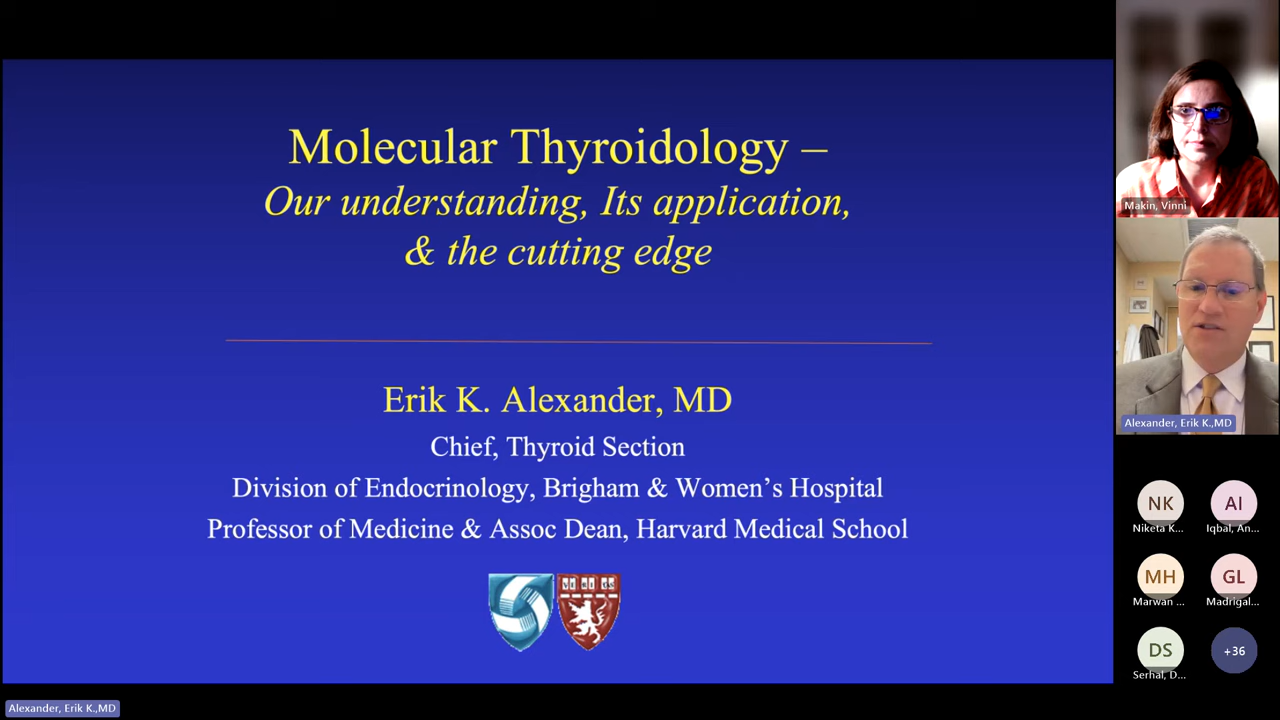 Molecular Thyroidology –
Our understanding, Its application,
& the cutting edge
Erik K. Alexander, MD
Chief, Thyroid Section
Division of Endocrinology, Brigham & Women's Hospital
Professor of Medicine & Assoc Dean, Harvard Medical School
Makin, Vinni
Alexander, Erik K.,MD
NK
Niketa K...
AI
Iqbal, An...
MH
Marwan ...
GL
Madrigal...
DS
Serhal, D...
+36
Alexander, Erik K.,MD